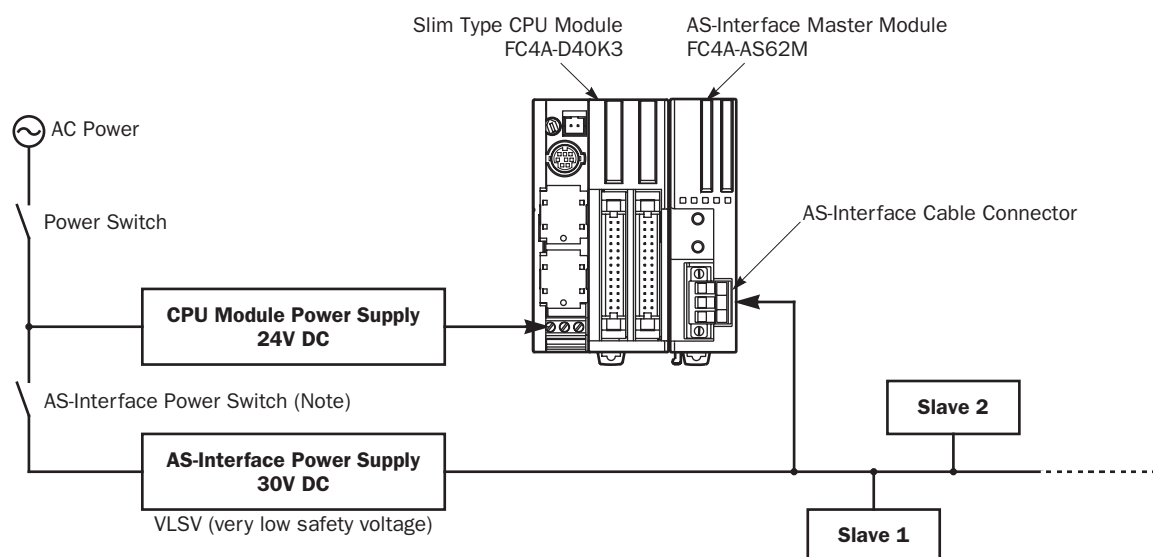 Slim Type CPU Module
FC4A-D40K3
AS-Interface Master Module
FC4A-AS62M
AC Power
Power Switch
AS-Interface Cable Connector
CPU Module Power Supply
24V DC
AS-Interface Power Switch (Note)
Slave 2
AS-Interface Power Supply
30V DC
VLSV (very low safety voltage)
Slave 1